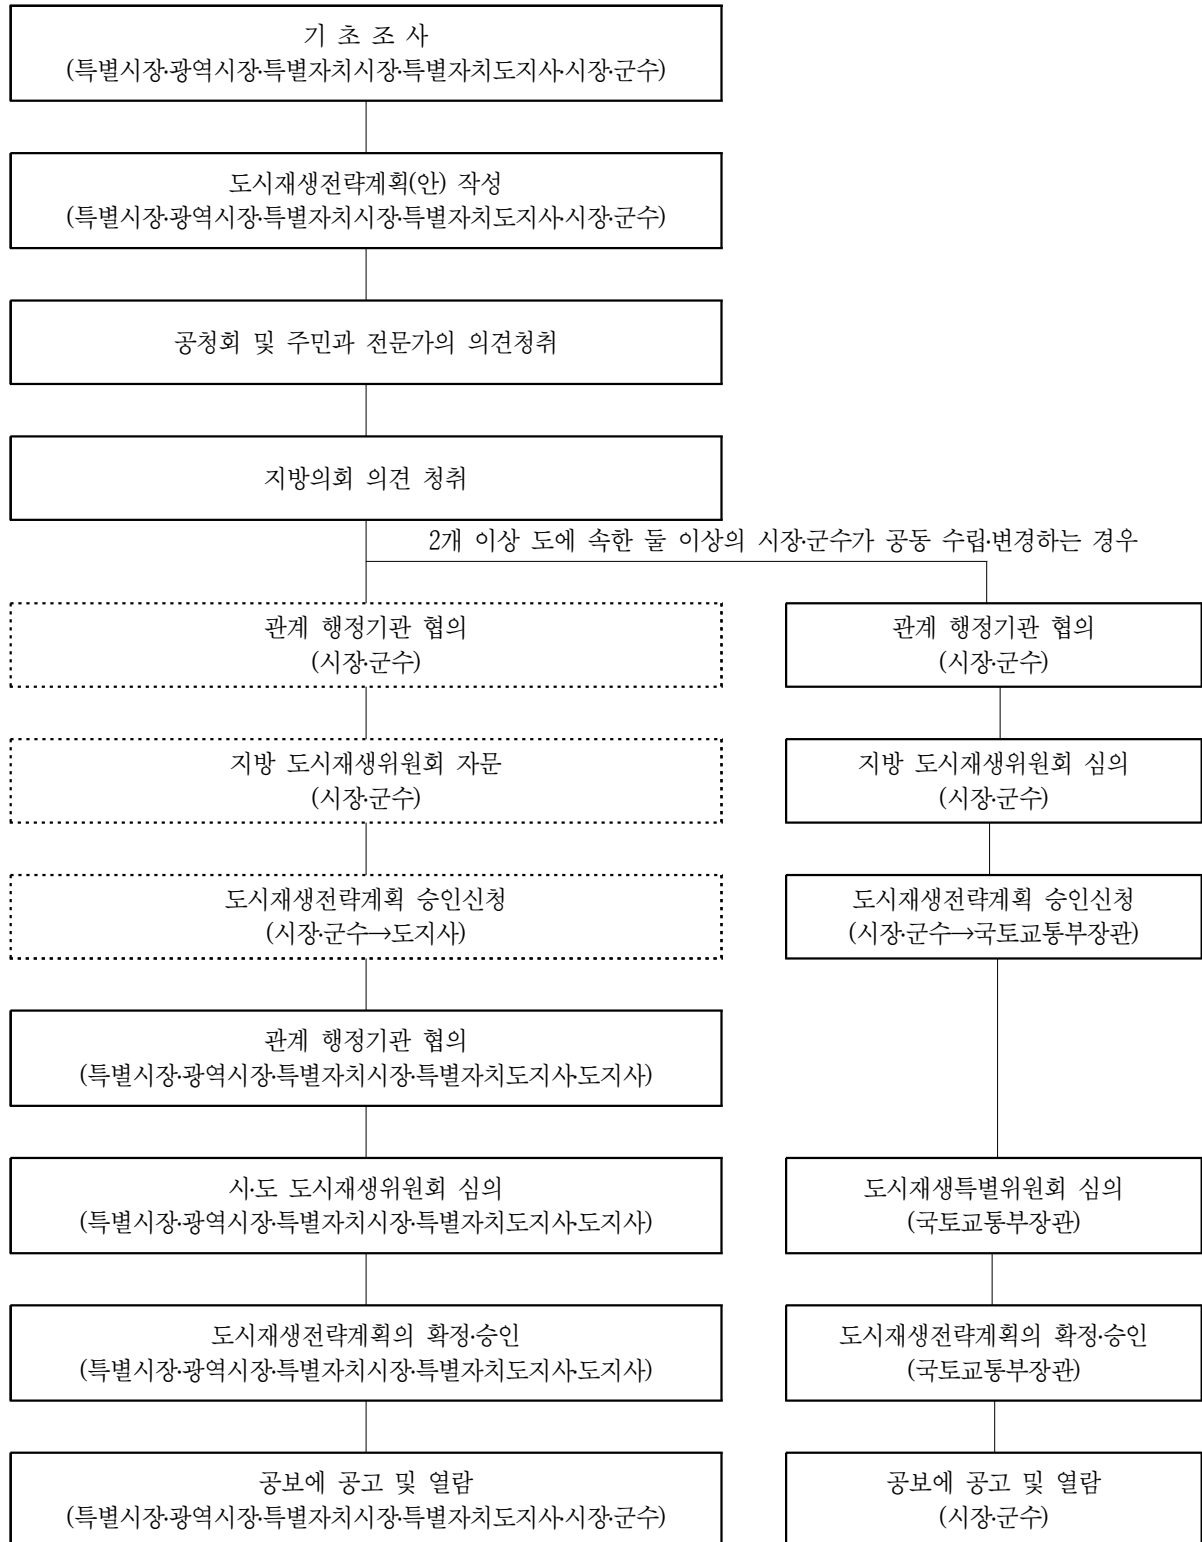 기 초 조 사
(특별시장·광역시장·특별자치시장·특별자치도지사·시장·군수)
도시재생전략계획(안) 작성
(특별시장·광역시장·특별자치시장·특별자치도지사·시장·군수)
공청회 및 주민과 전문가의 의견청취
지방의회 의견 청취
2개 이상 도에 속한 둘 이상의 시장·군수가 공동 수립·변경하는 경우
관계 행정기관 협의
(시장·군수)
관계 행정기관 협의
(시장·군수)
지방 도시재생위원회 자문
(시장·군수)
지방 도시재생위원회 심의
(시장·군수)
도시재생전략계획 승인신청
(시장·군수→도지사)
도시재생전략계획 승인신청
(시장·군수→국토교통부장관)
관계 행정기관 협의
(특별시장·광역시장·특별자치시장·특별자치도지사·도지사)
시·도 도시재생위원회 심의
(특별시장·광역시장·특별자치시장·특별자치도지사·도지사)
도시재생특별위원회 심의
(국토교통부장관)
도시재생전략계획의 확정·승인
(특별시장·광역시장·특별자치시장·특별자치도지사·도지사)
도시재생전략계획의 확정·승인
(국토교통부장관)
공보에 공고 및 열람
(특별시장·광역시장·특별자치시장·특별자치도지사·시장·군수)
공보에 공고 및 열람
(시장·군수)